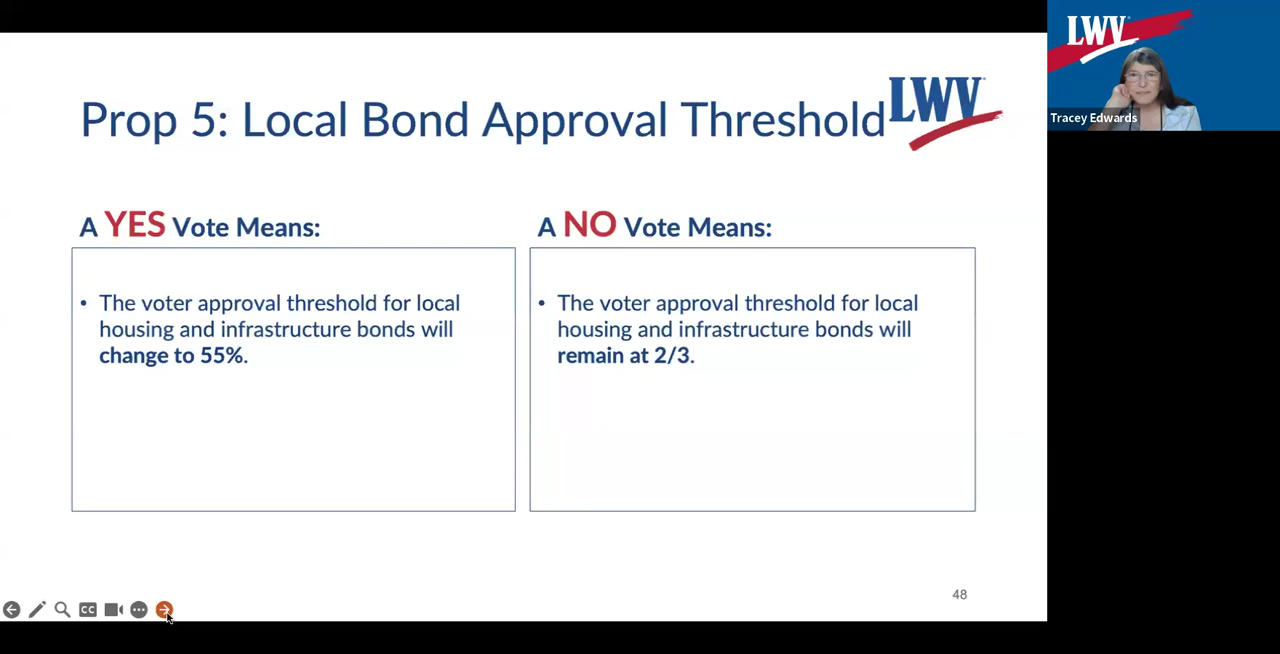 Prop 5: Local Bond Approval Threshold
LWV
A YES Vote Means:
• The voter approval threshold for local
housing and infrastructure bonds will
change to 55%.
A NO Vote Means:
• The voter approval threshold for local
housing and infrastructure bonds will
remain at 2/3.
CC
48
LWV
Tracey Edwards